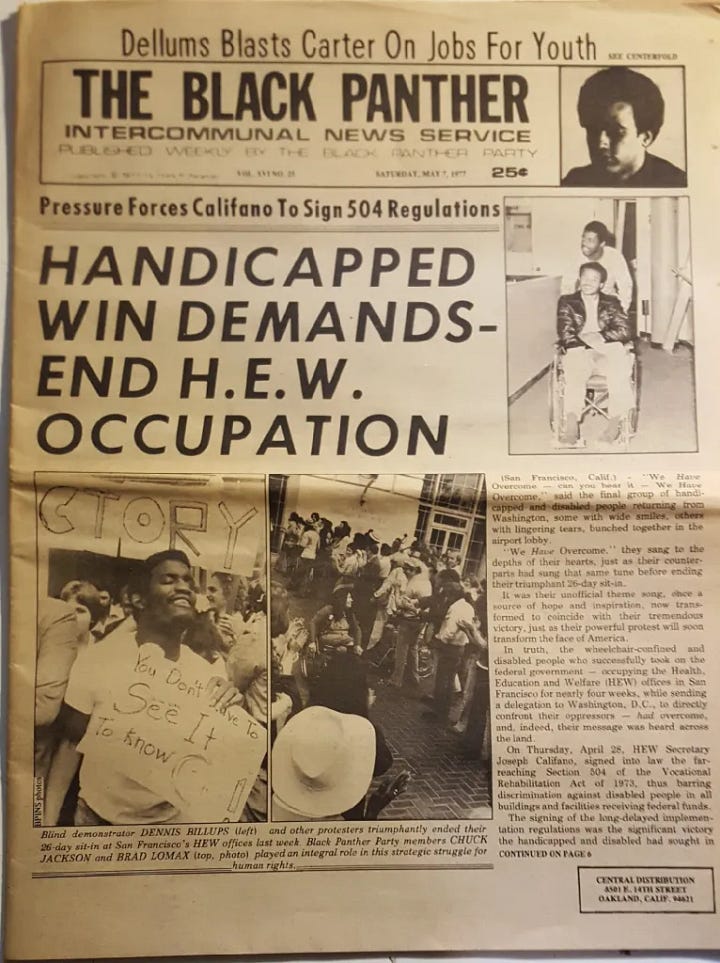 Dellums Blasts Carter On Jobs For Youth SEE CENTERFOLD
THE BLACK PANTHER
INTERCOMMUNAL NEWS SERVICE
PUBLISHED WEEKLY BY THE BLACK PANTHER PARTY
VOL. XVI NO. 25 SATURDAY, MAY 7, 1977 25¢
Pressure Forces Califano To Sign 504 Regulations
HANDICAPPED
WIN DEMANDS-
END H.E.W.
OCCUPATION
CTORY
You Don't Have To
See It
To Know
!
BPINS photos
Blind demonstrator DENNIS BILLUPS (left) and other protesters triumphantly ended their
26-day sit-in at San Francisco's HEW offices last week. Black Panther Party members CHUCK
JACKSON and BRAD LOMAX (top, photo) played an integral role in this strategic struggle for
human rights.
(San Francisco, Calif.) - "We Have
Overcome — can you hear it — 'We Have
Overcome,'" said the final group of handi-
capped and disabled people returning from
Washington, some with wide smiles, others
with lingering tears, bunched together in the
airport lobby.
"We Have Overcome." they sang to the
depths of their hearts, just as their counter-
parts had sung that same tune before ending
their triumphant 26-day sit-in.
It was their unofficial theme song, once a
source of hope and inspiration, now trans-
formed to coincide with their tremendous
victory, just as their powerful protest will soon
transform the face of America.
In truth, the wheelchair-confined and
disabled people who successfully took on the
federal government — occupying the Health,
Education and Welfare (HEW) offices in San
Francisco for nearly four weeks, while sending
a delegation to Washington, D.C., to directly
confront their oppressors — had overcome,
and, indeed, their message was heard across
the land.
On Thursday, April 28, HEW Secretary
Joseph Califano, signed into law the far-
reaching Section 504 of the Vocational
Rehabilitation Act of 1973, thus barring
discrimination against disabled people in all
buildings and facilities receiving federal funds.
The signing of the long-delayed implemen-
tation regulations was the significant victory
the handicapped and disabled had sought in
CONTINUED ON PAGE 6
CENTRAL DISTRIBUTION
8501 E. 14TH STREET
OAKLAND, CALIF. 94621